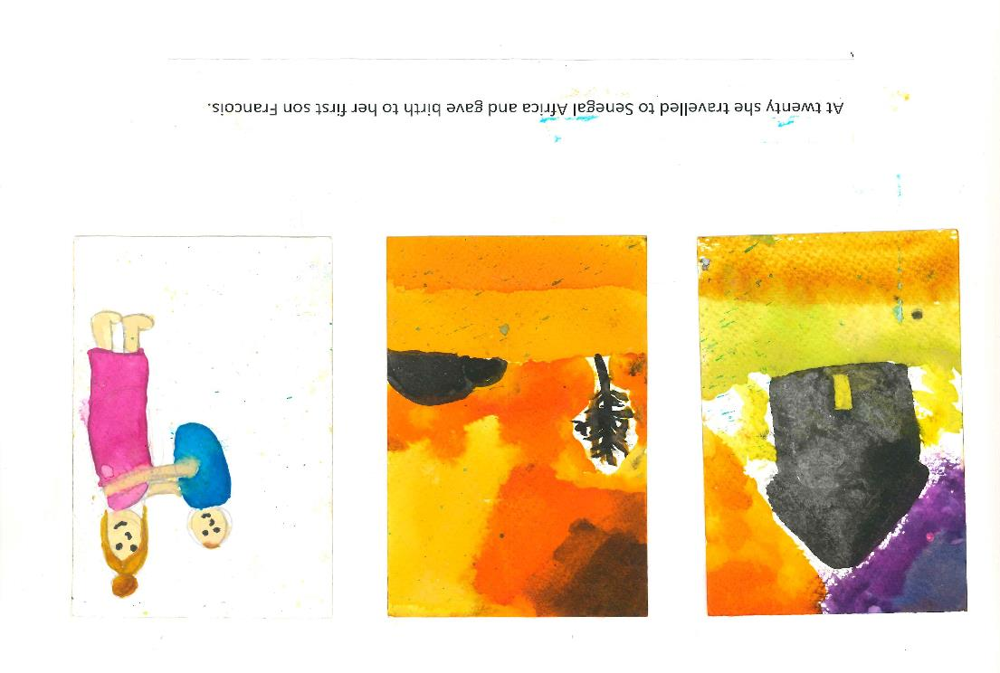 At twenty she travelled to Senegal Africa and gave birth to her first son Francois.